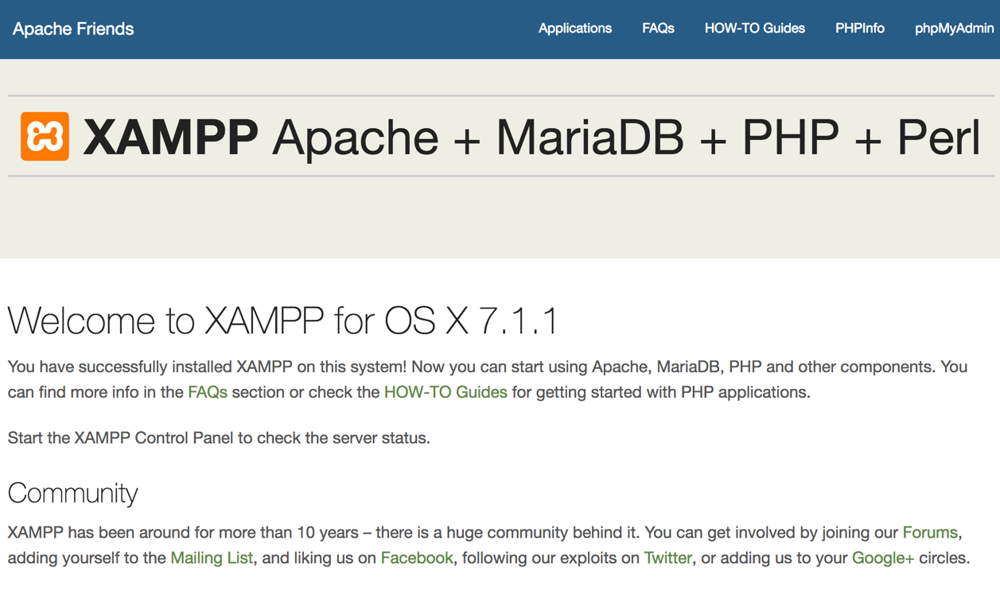 Apache Friends Applications FAQs HOW-TO Guides PHPInfo phpMyAdmin
XAMPP Apache + MariaDB + PHP + Perl
Welcome to XAMPP for OS X 7.1.1
You have successfully installed XAMPP on this system! Now you can start using Apache, MariaDB, PHP and other components. You
can find more info in the FAQs section or check the HOW-TO Guides for getting started with PHP applications.
Start the XAMPP Control Panel to check the server status.
Community
XAMPP has been around for more than 10 years – there is a huge community behind it. You can get involved by joining our Forums,
adding yourself to the Mailing List, and liking us on Facebook, following our exploits on Twitter, or adding us to your Google+ circles.